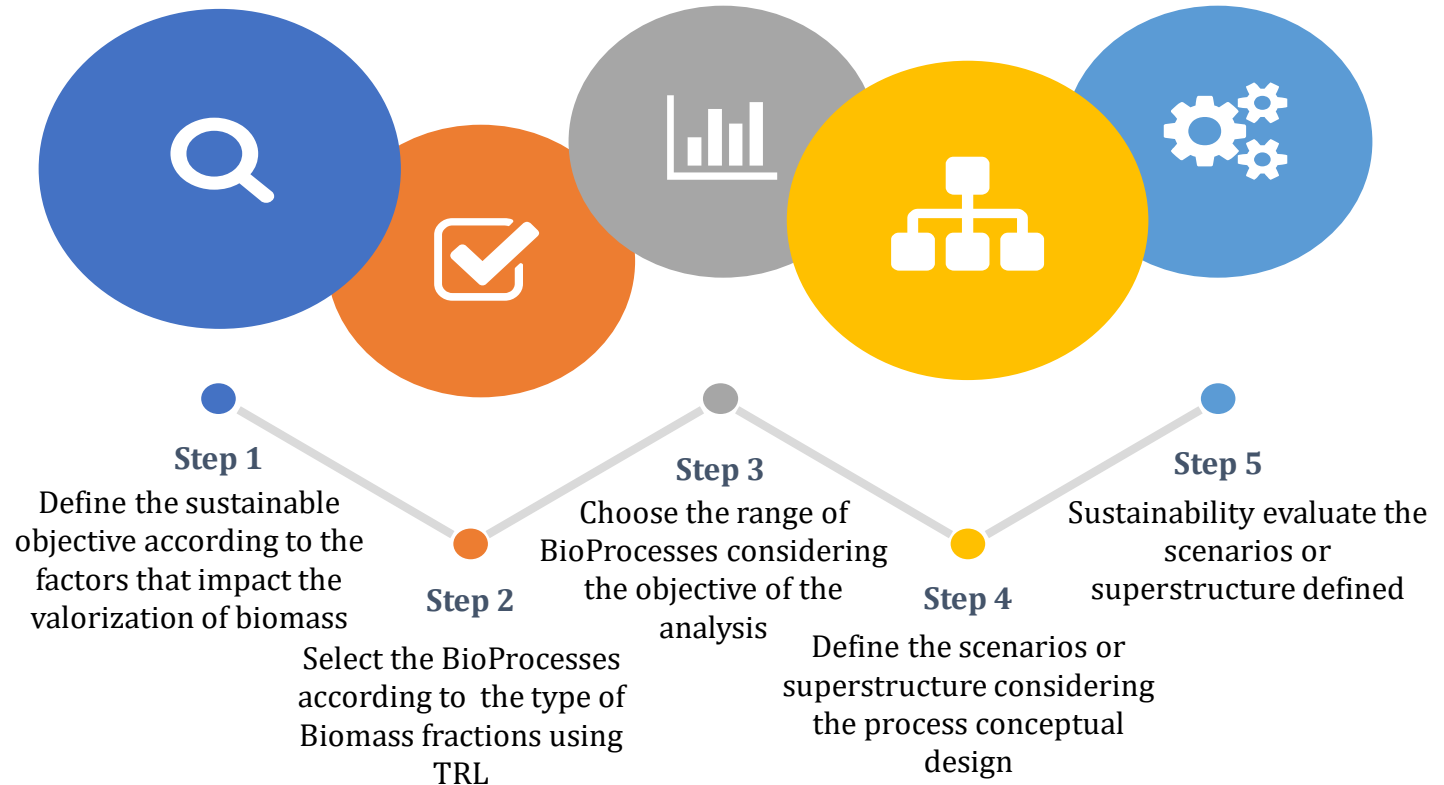 Step 1
Define the sustainable
objective according to the
factors that impact the
valorization of biomass
Step 2
Select the BioProcesses
according to  the type of
Biomass fractions using
TRL
Step 3
Choose the range of
BioProcesses considering
the objective of the
analysis
Step 4
Define the scenarios or
superstructure considering
the process conceptual
design
Step 5
Sustainability evaluate the
scenarios or
superstructure defined